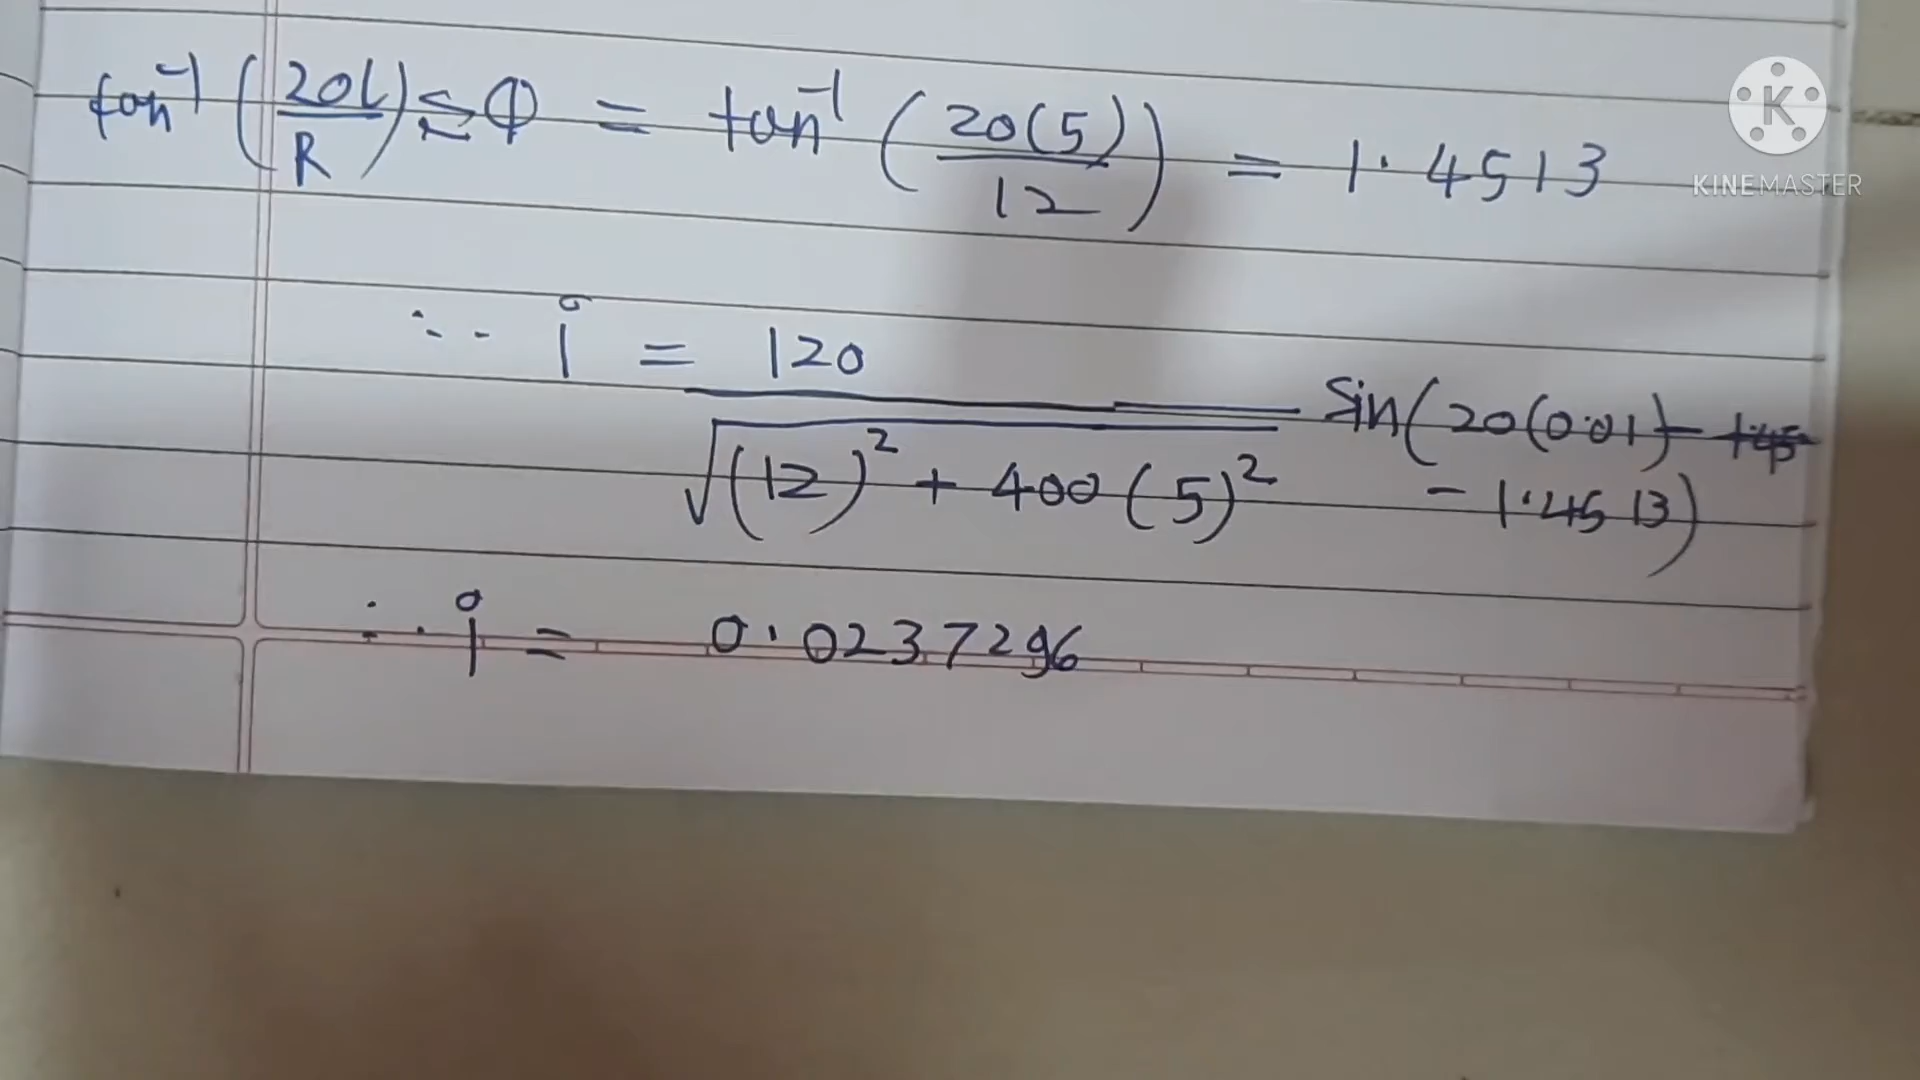 tan⁻¹ (20L/R) = Φ = tan⁻¹ (20(5)/12) = 1.4513
K
KINEMASTER
∴ i = 120/√((12)² + 400(5)²) sin(20(0.01) - 1.4513)
∴ i = 0.0237296